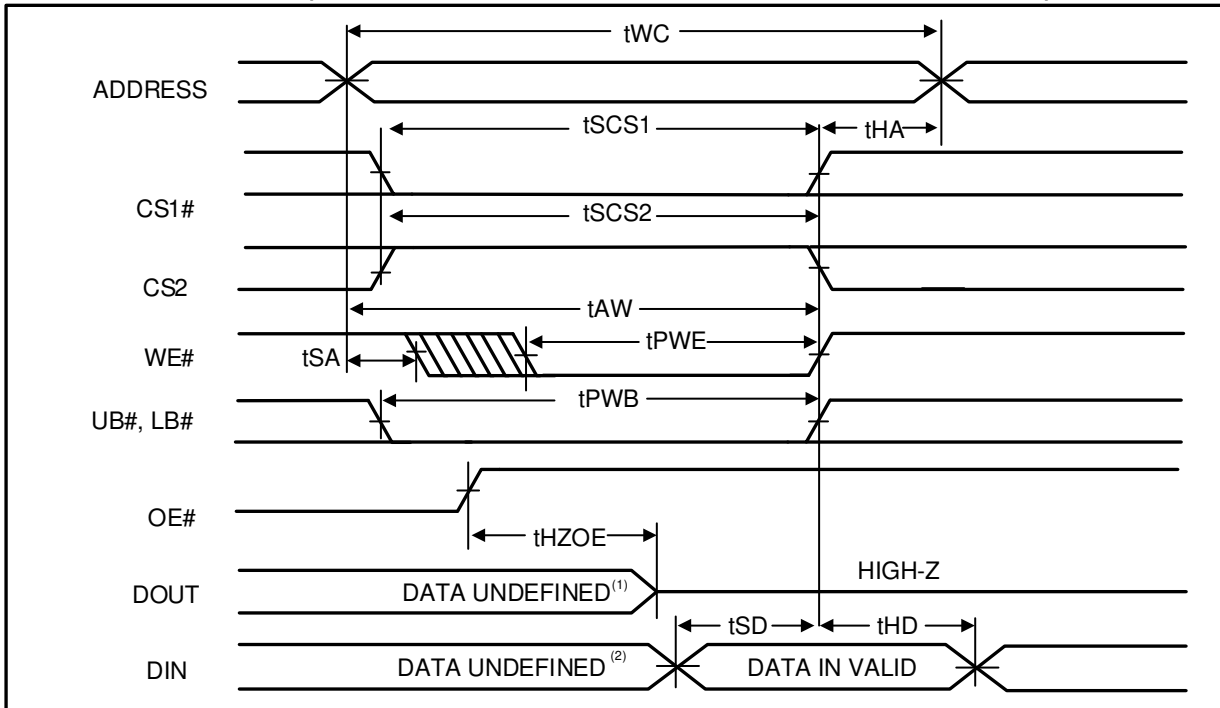 tWC
ADDRESS
tSCS1
tHA
CS1#
tSCS2
CS2
tAW
WE#
tSA
tPWE
UB#, LB#
tPWB
OE#
tHZOE
DOUT
DATA UNDEFINED(1)
HIGH-Z
tSD
tHD
DIN
DATA UNDEFINED (2)
DATA IN VALID